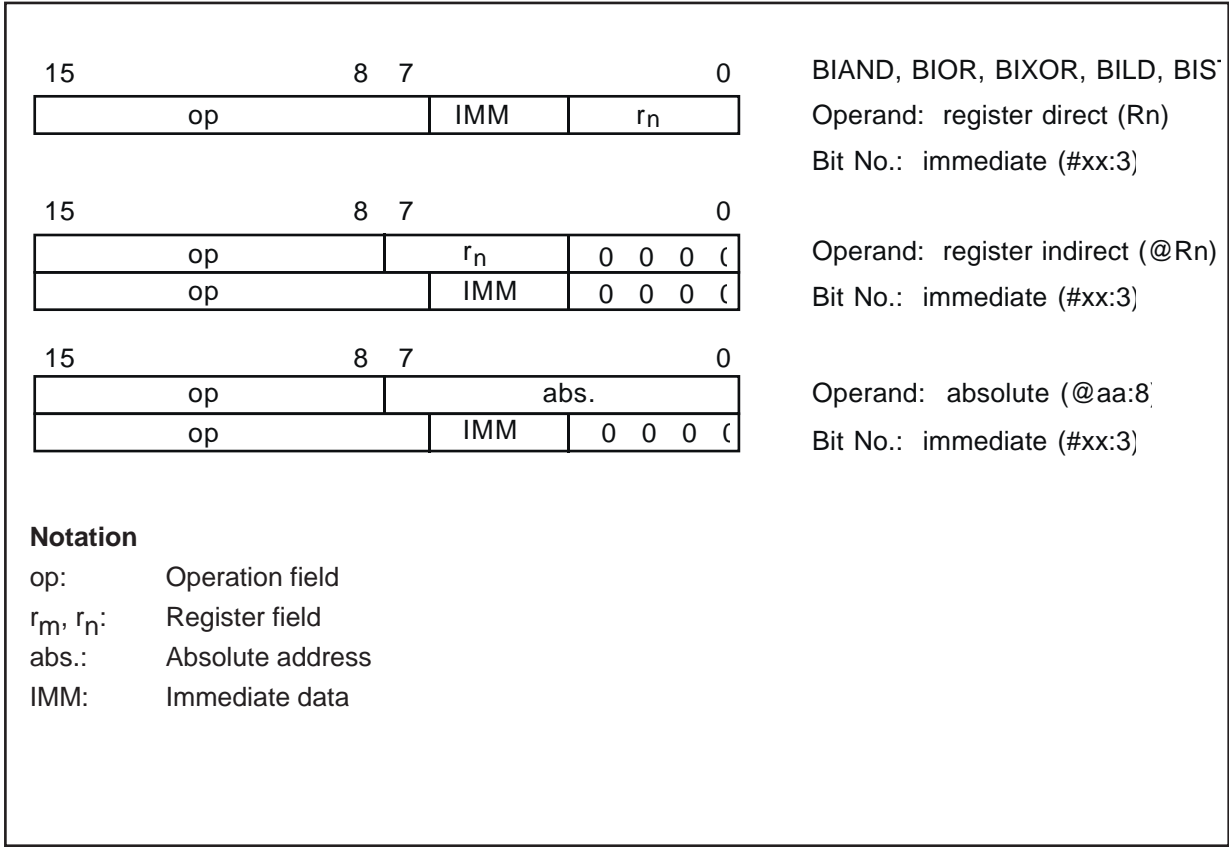 15 8 7 0 BIAND, BIOR, BIXOR, BILD, BIS
op IMM rn Operand: register direct (Rn)
Bit No.: immediate (#xx:3)
15 8 7 0
op rn 0 0 0 0 Operand: register indirect (@Rn)
op IMM 0 0 0 0 Bit No.: immediate (#xx:3)
15 8 7 0
op abs. Operand: absolute (@aa:8)
op IMM 0 0 0 0 Bit No.: immediate (#xx:3)
Notation
op: Operation field
rm, rn: Register field
abs.: Absolute address
IMM: Immediate data